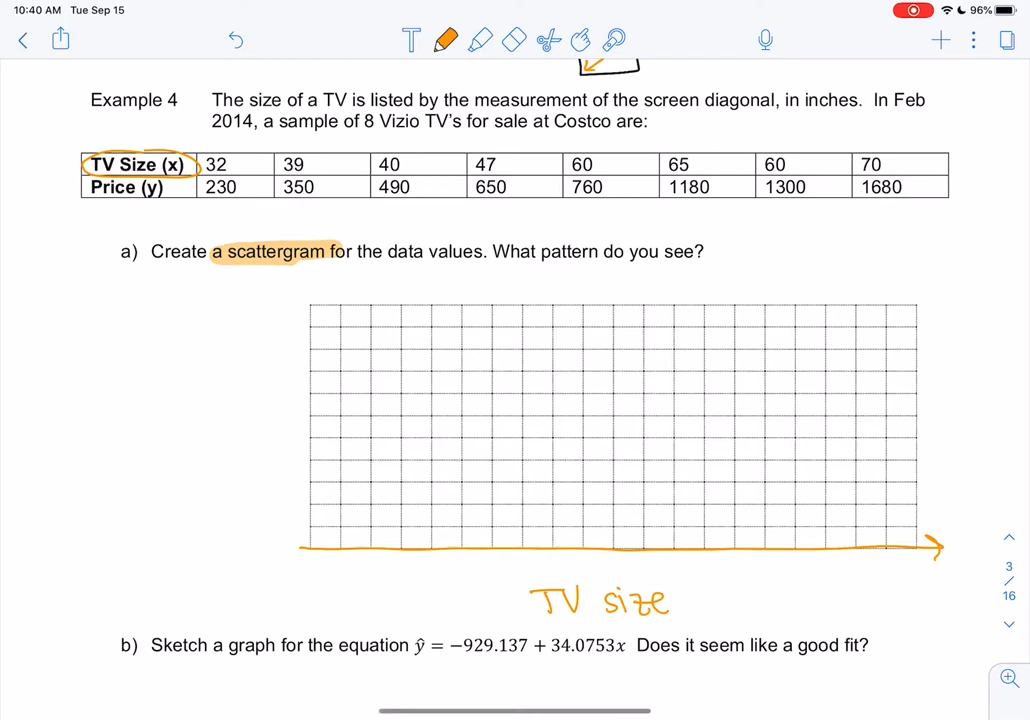 10:40 AM Tue Sep 15
96%
Example 4 The size of a TV is listed by the measurement of the screen diagonal, in inches. In Feb
2014, a sample of 8 Vizio TV's for sale at Costco are:
TV Size (x) 32 39 40 47 60 65 60 70
Price (y) 230 350 490 650 760 1180 1300 1680
a) Create a scattergram for the data values. What pattern do you see?
TV size
b) Sketch a graph for the equation ŷ = −929.137 + 34.0753x Does it seem like a good fit?
3
/
16